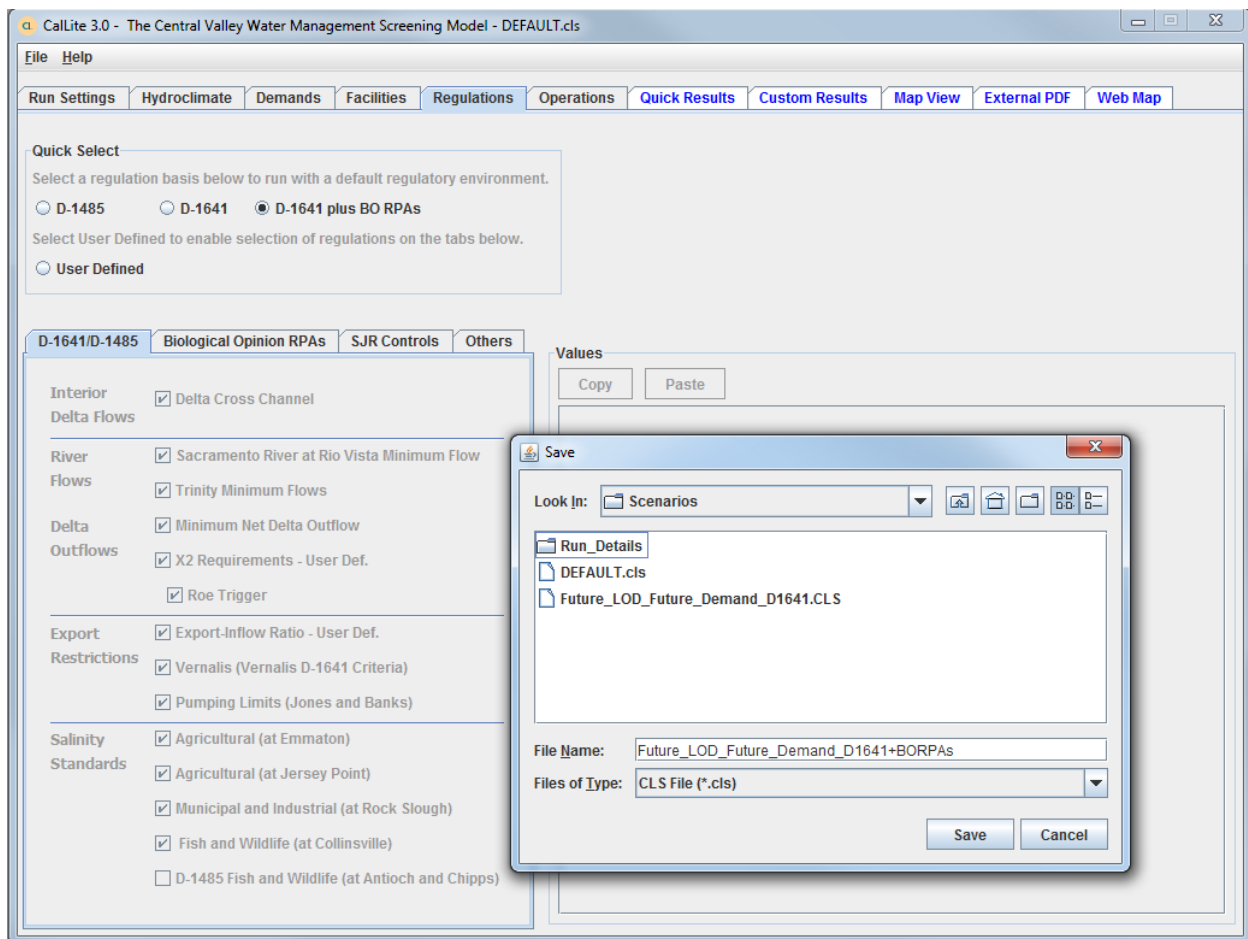 CL CalLite 3.0 - The Central Valley Water Management Screening Model - DEFAULT.cls
File Help
Run Settings Hydroclimate Demands Facilities Regulations Operations Quick Results Custom Results Map View External PDF Web Map
Quick Select
Select a regulation basis below to run with a default regulatory environment.
D-1485 D-1641 D-1641 plus BO RPAs
Select User Defined to enable selection of regulations on the tabs below.
User Defined
D-1641/D-1485 Biological Opinion RPAs SJR Controls Others
Interior
Delta Flows
Delta Cross Channel
River
Flows
Sacramento River at Rio Vista Minimum Flow
Trinity Minimum Flows
Delta
Outflows
Minimum Net Delta Outflow
X2 Requirements - User Def.
Roe Trigger
Export
Restrictions
Export-Inflow Ratio - User Def.
Vernalis (Vernalis D-1641 Criteria)
Pumping Limits (Jones and Banks)
Salinity
Standards
Agricultural (at Emmaton)
Agricultural (at Jersey Point)
Municipal and Industrial (at Rock Slough)
Fish and Wildlife (at Collinsville)
D-1485 Fish and Wildlife (at Antioch and Chipps)
Values
Copy Paste
Save
Look In: Scenarios
Run_Details
DEFAULT.cls
Future_LOD_Future_Demand_D1641.CLS
File Name: Future_LOD_Future_Demand_D1641+BORPAs
Files of Type: CLS File (*.cls)
Save Cancel